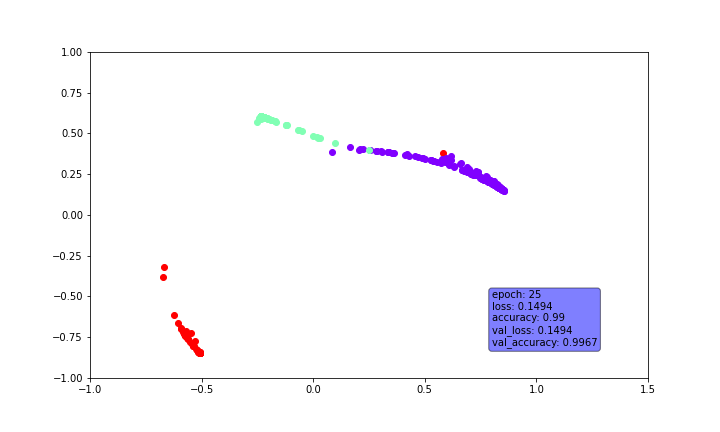 1.00
0.75
0.50
0.25
0.00
−0.25
−0.50
−0.75
−1.00
epoch: 25
loss: 0.1494
accuracy: 0.99
val_loss: 0.1494
val_accuracy: 0.9967
−1.0 −0.5 0.0 0.5 1.0 1.5